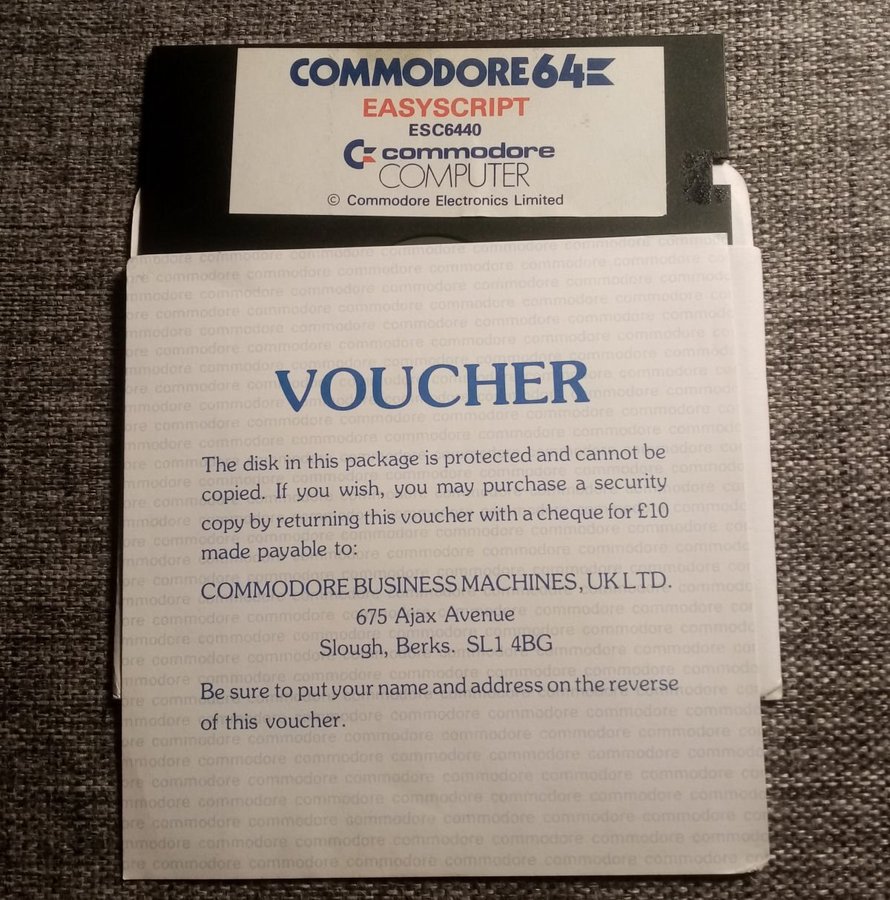 COMMODORE 64
EASYSCRIPT
ESC6440
commodore
COMPUTER
© Commodore Electronics Limited
VOUCHER
The disk in this package is protected and cannot be
copied. If you wish, you may purchase a security
copy by returning this voucher with a cheque for £10
made payable to:
COMMODORE BUSINESS MACHINES, UK LTD.
675 Ajax Avenue
Slough, Berks. SL1 4BG
Be sure to put your name and address on the reverse
of this voucher.